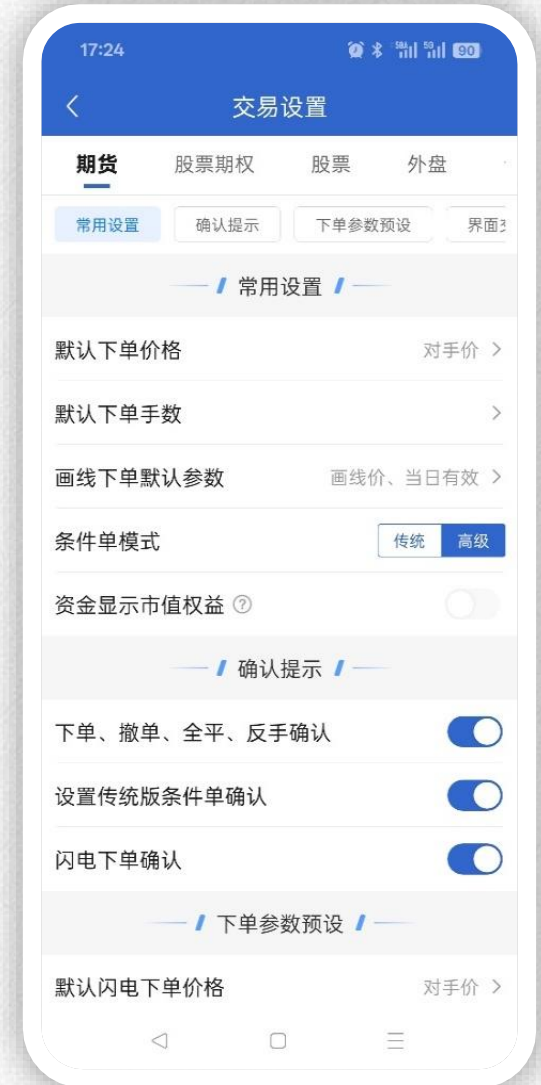 17:24
90
交易设置
期货 股票期权 股票 外盘
常用设置 确认提示 下单参数预设 界面
常用设置
默认下单价格 对手价
默认下单手数
画线下单默认参数 画线价、当日有效
条件单模式 传统 高级
资金显示市值权益
确认提示
下单、撤单、全平、反手确认
设置传统版条件单确认
闪电下单确认
下单参数预设
默认闪电下单价格 对手价